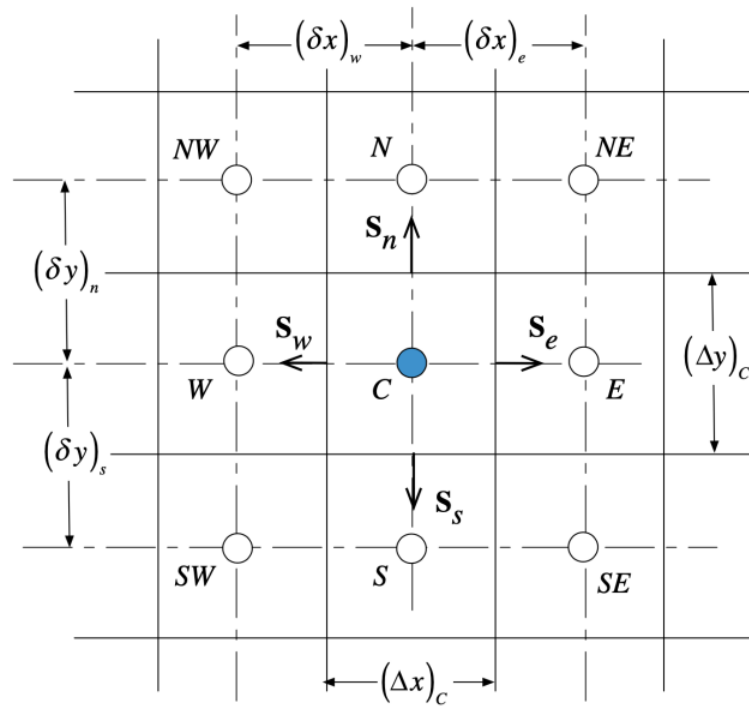 (δx)w (δx)e
NW N NE
Sn
(δy)n
Sw Se
(Δy)C
W C E
(δy)s
Ss
SW S SE
(Δx)C